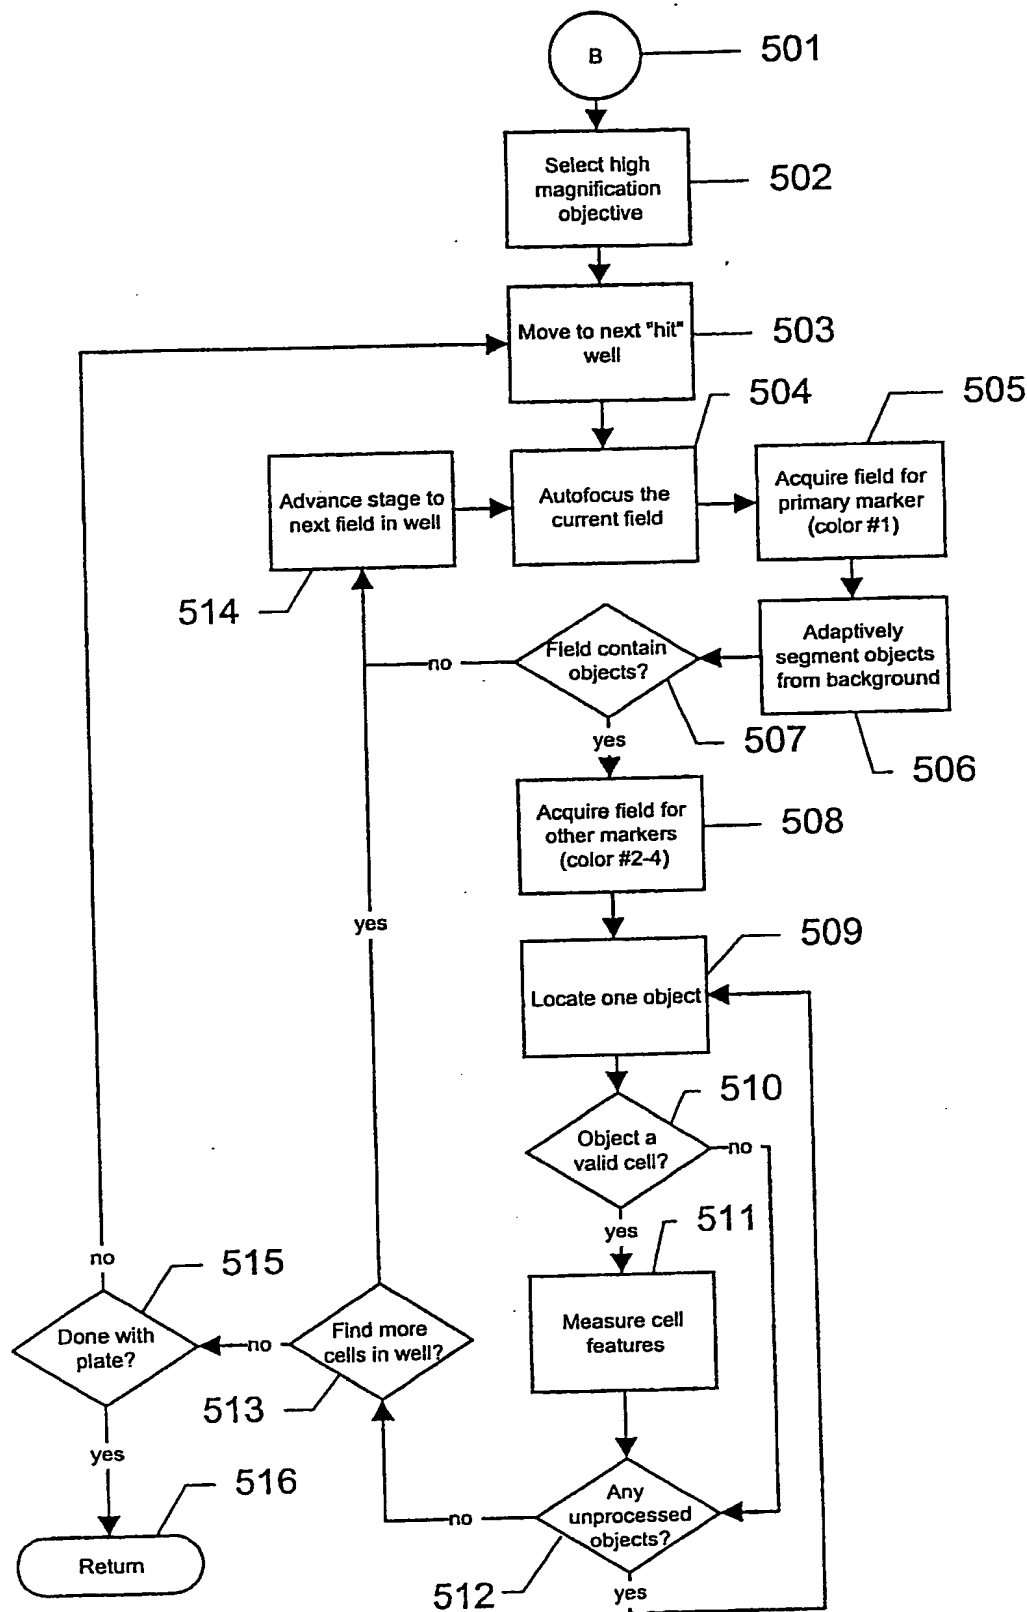 B
501
Select high
magnification
objective
502
Move to next "hit"
well
503
504
505
Advance stage to
next field in well
Autofocus the
current field
Acquire field for
primary marker
(color #1)
514
Field contain
objects?
no
Adaptively
segment objects
from background
yes
507
506
Acquire field for
other markers
(color #2-4)
508
yes
509
Locate one object
510
Object a
valid cell?
no
yes
511
no
515
Measure cell
features
Done with
plate?
no
Find more
cells in well?
513
yes
516
Any
unprocessed
objects?
no
Return
512
yes